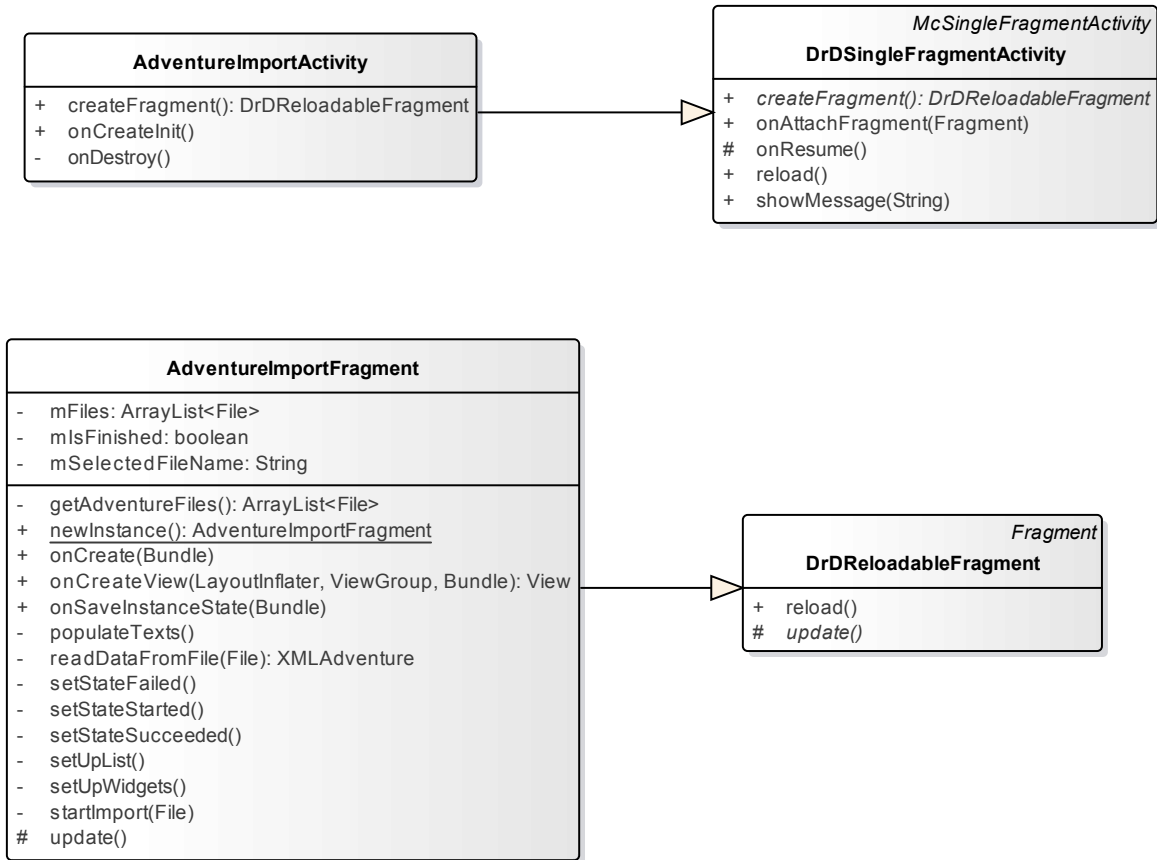 AdventureImportActivity
+ createFragment(): DrDReloadableFragment
+ onCreateInit()
- onDestroy()
McSingleFragmentActivity
DrDSingleFragmentActivity
+ createFragment(): DrDReloadableFragment
+ onAttachFragment(Fragment)
# onResume()
+ reload()
+ showMessage(String)
AdventureImportFragment
- mFiles: ArrayList<File>
- mIsFinished: boolean
- mSelectedFileName: String
- getAdventureFiles(): ArrayList<File>
+ newInstance(): AdventureImportFragment
+ onCreate(Bundle)
+ onCreateView(LayoutInflater, ViewGroup, Bundle): View
+ onSaveInstanceState(Bundle)
- populateTexts()
- readDataFromFile(File): XMLAdventure
- setStateFailed()
- setStateStarted()
- setStateSucceeded()
- setUpList()
- setUpWidgets()
- startImport(File)
# update()
Fragment
DrDReloadableFragment
+ reload()
# update()